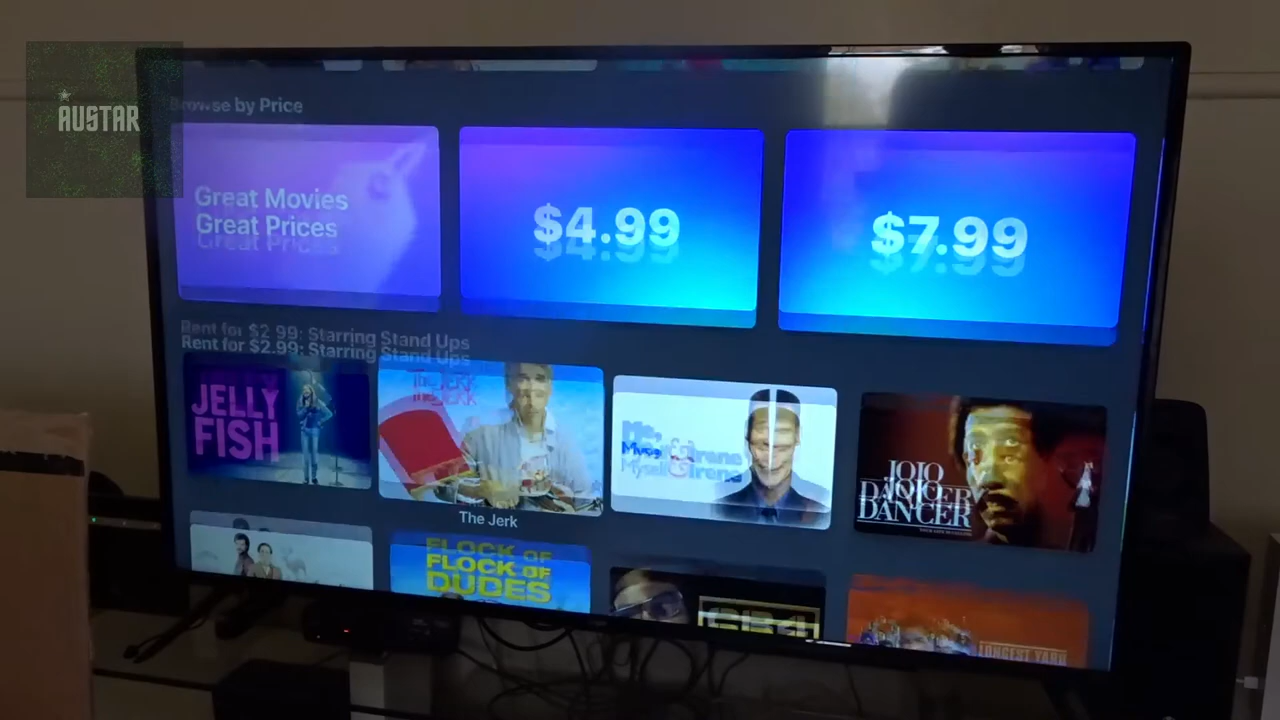 AUSTAR
Browse by Price
Great Movies
Great Prices
$4.99
$7.99
Rent for $2.99: Starring Stand Ups
JELLY
FISH
The JERK
Me,
Myself & Irene
JOJO
DANCER
The Jerk
FLOCK OF
DUDES
LONGEST YARD